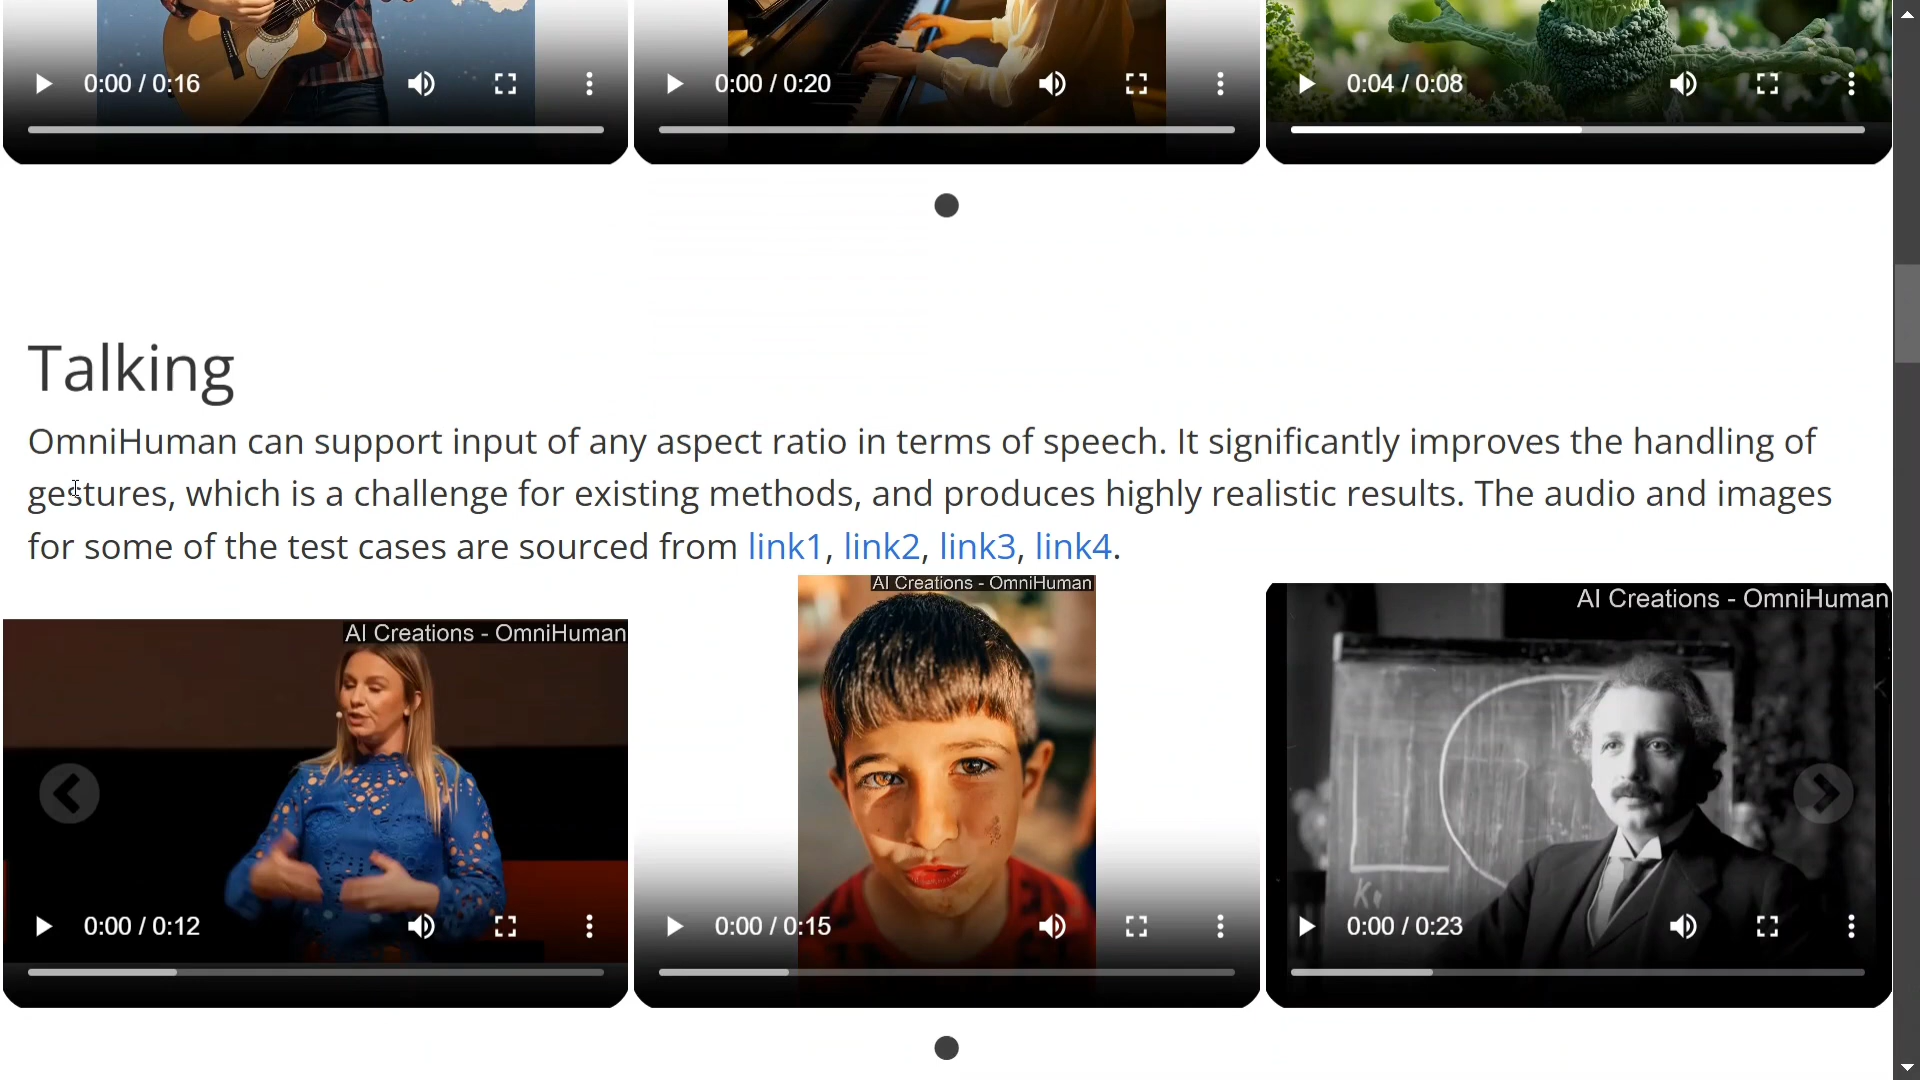 0:00 / 0:16
0:00 / 0:20
0:04 / 0:08
Talking
OmniHuman can support input of any aspect ratio in terms of speech. It significantly improves the handling of
gestures, which is a challenge for existing methods, and produces highly realistic results. The audio and images
for some of the test cases are sourced from link1, link2, link3, link4.
AI Creations - OmniHuman
AI Creations - OmniHuman
AI Creations - OmniHuman
0:00 / 0:12
0:00 / 0:15
0:00 / 0:23